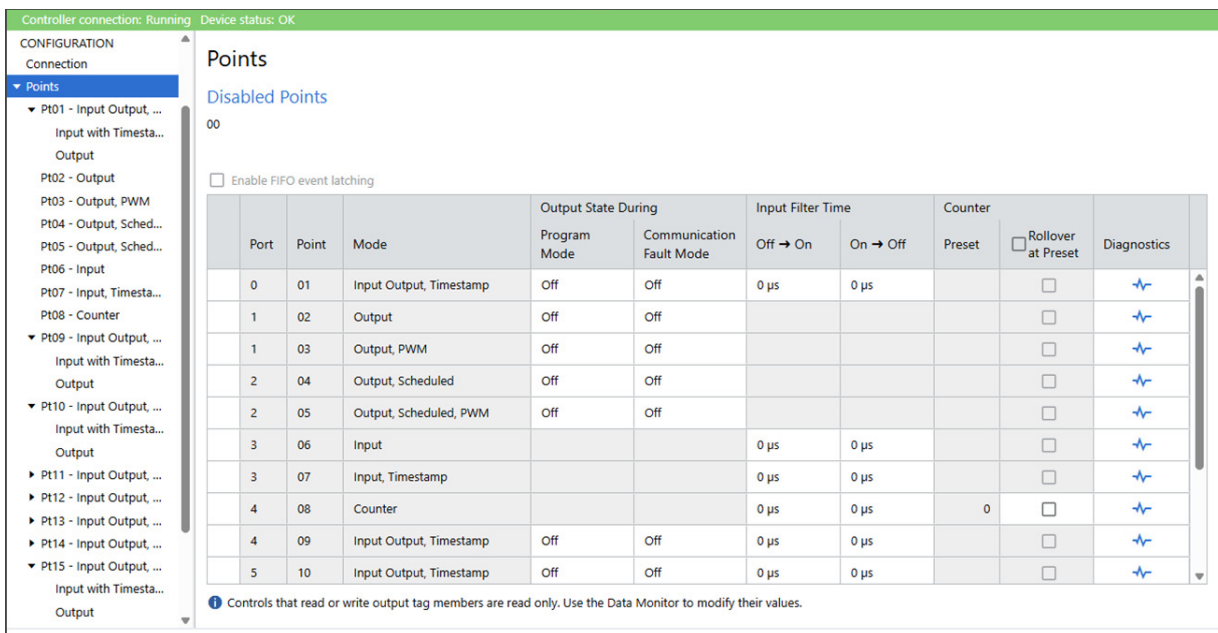 Controller connection: Running Device status: OK
CONFIGURATION
Connection
Points
Pt01 - Input Output, ...
Input with Timesta...
Output
Pt02 - Output
Pt03 - Output, PWM
Pt04 - Output, Sched...
Pt05 - Output, Sched...
Pt06 - Input
Pt07 - Input, Timesta...
Pt08 - Counter
Pt09 - Input Output, ...
Input with Timesta...
Output
Pt10 - Input Output, ...
Input with Timesta...
Output
Pt11 - Input Output, ...
Pt12 - Input Output, ...
Pt13 - Input Output, ...
Pt14 - Input Output, ...
Pt15 - Input Output, ...
Input with Timesta...
Output
Points
Disabled Points
00
Enable FIFO event latching
Output State During Input Filter Time Counter
Port Point Mode Program Mode Communication Fault Mode Off → On On → Off Preset Rollover at Preset Diagnostics
0 01 Input Output, Timestamp Off Off 0 µs 0 µs
1 02 Output Off Off
1 03 Output, PWM Off Off
2 04 Output, Scheduled Off Off
2 05 Output, Scheduled, PWM Off Off
3 06 Input 0 µs 0 µs
3 07 Input, Timestamp 0 µs 0 µs
4 08 Counter 0 µs 0 µs 0
4 09 Input Output, Timestamp Off Off 0 µs 0 µs
5 10 Input Output, Timestamp Off Off 0 µs 0 µs
Controls that read or write output tag members are read only. Use the Data Monitor to modify their values.